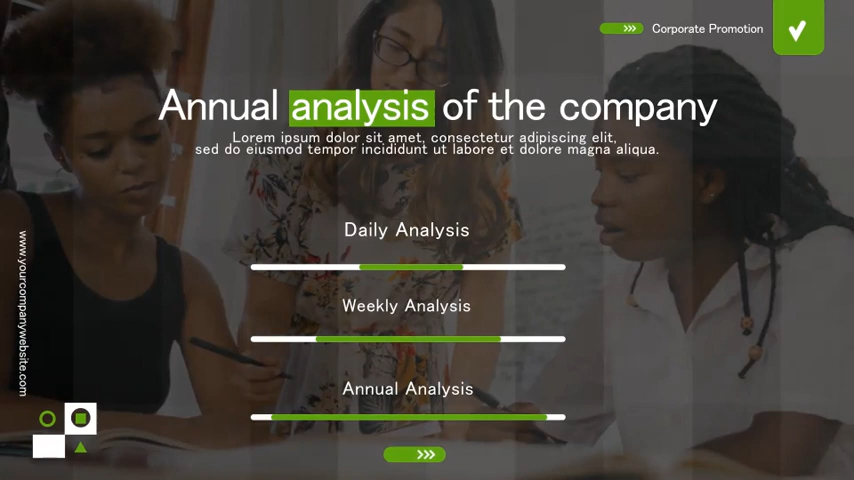 Corporate Promotion
Annual analysis of the company
Lorem ipsum dolor sit amet, consectetur adipiscing elit,
sed do eiusmod tempor incididunt ut labore et dolore magna aliqua.
Daily Analysis
Weekly Analysis
Annual Analysis
www.yourcompanywebsite.com